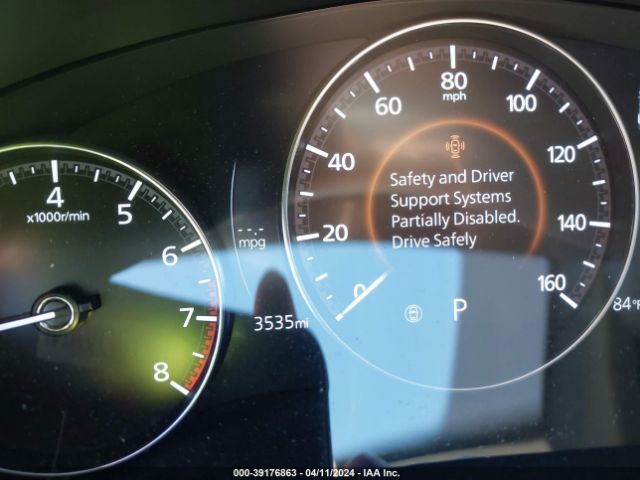 80
mph
60
100
40
120
20
140
0
160
Safety and Driver
Support Systems
Partially Disabled.
Drive Safely
P
4
x1000r/min
5
6
7
8
--.-
mpg
3535mi
84°F
000-39176863 - 04/11/2024 - IAA Inc.